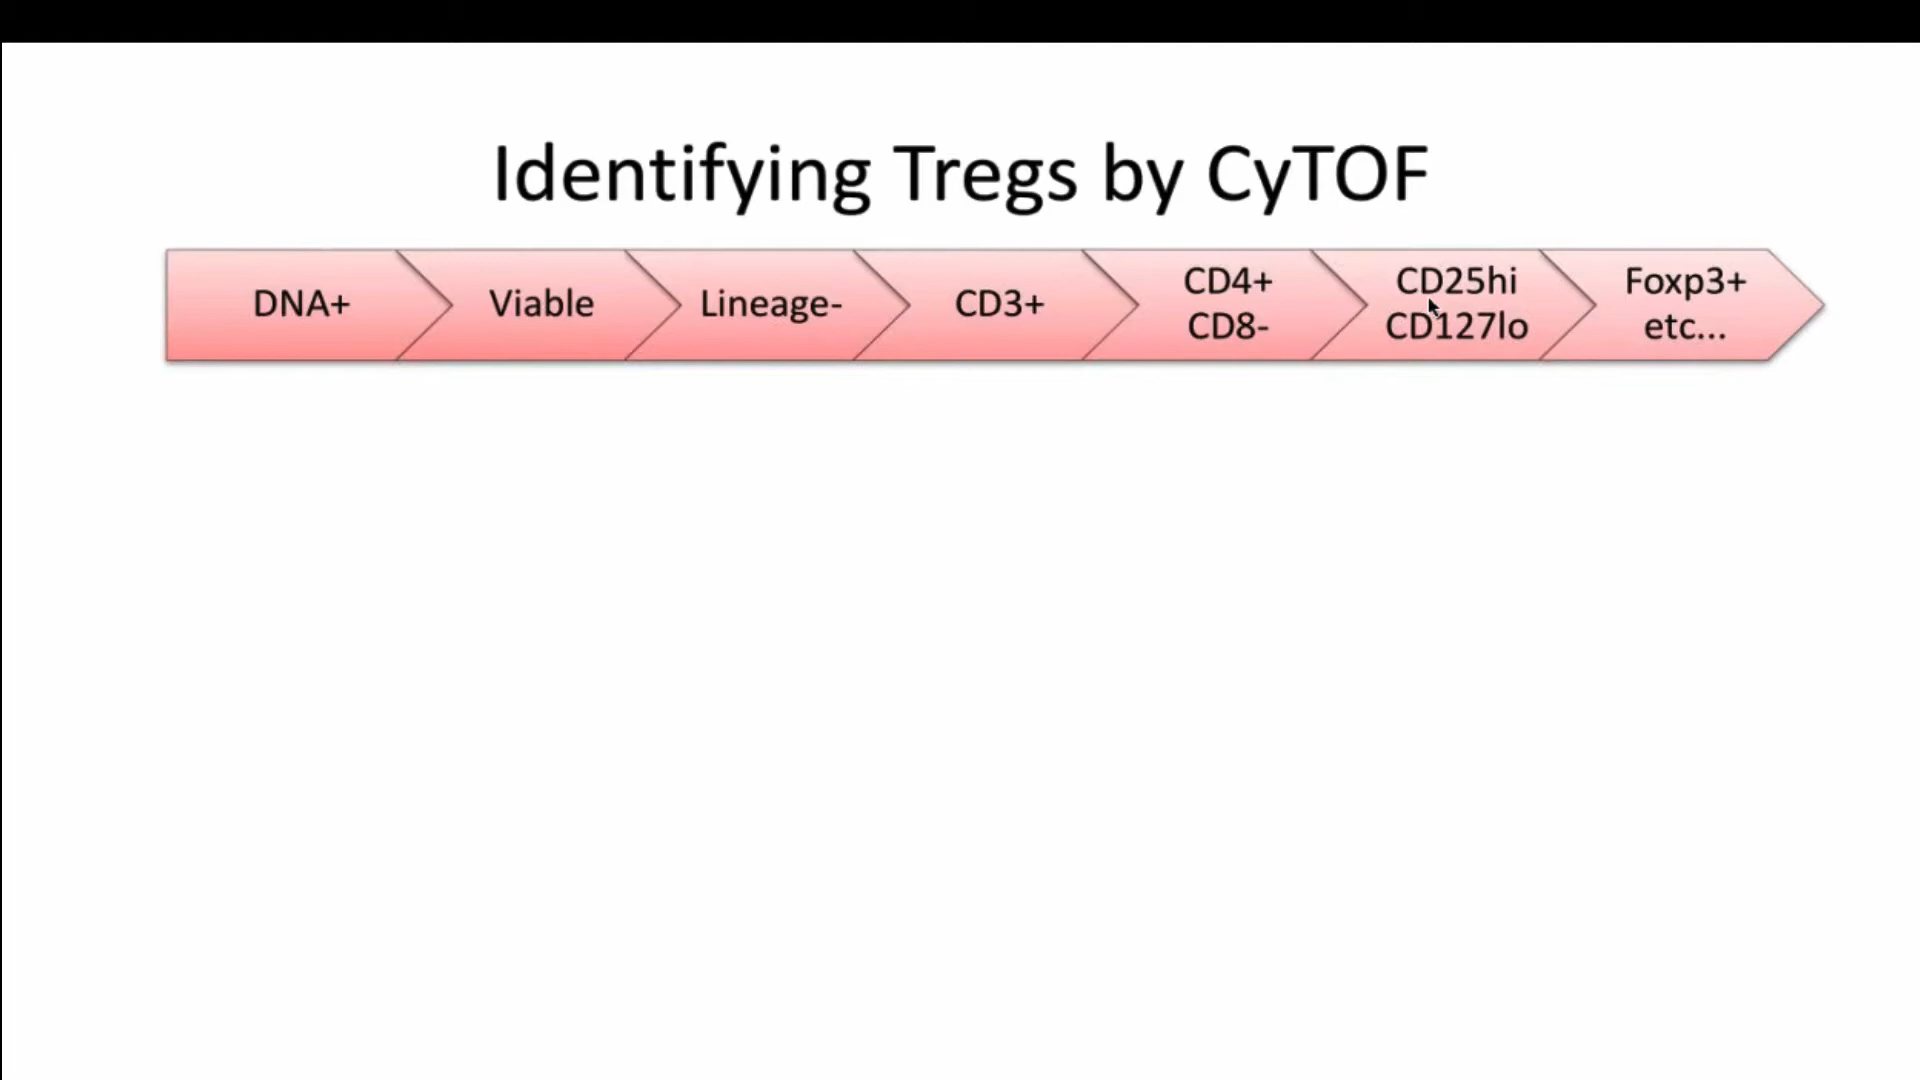 Identifying Tregs by CyTOF
DNA+
Viable
Lineage-
CD3+
CD4+
CD8-
CD25hi
CD127lo
Foxp3+
etc...